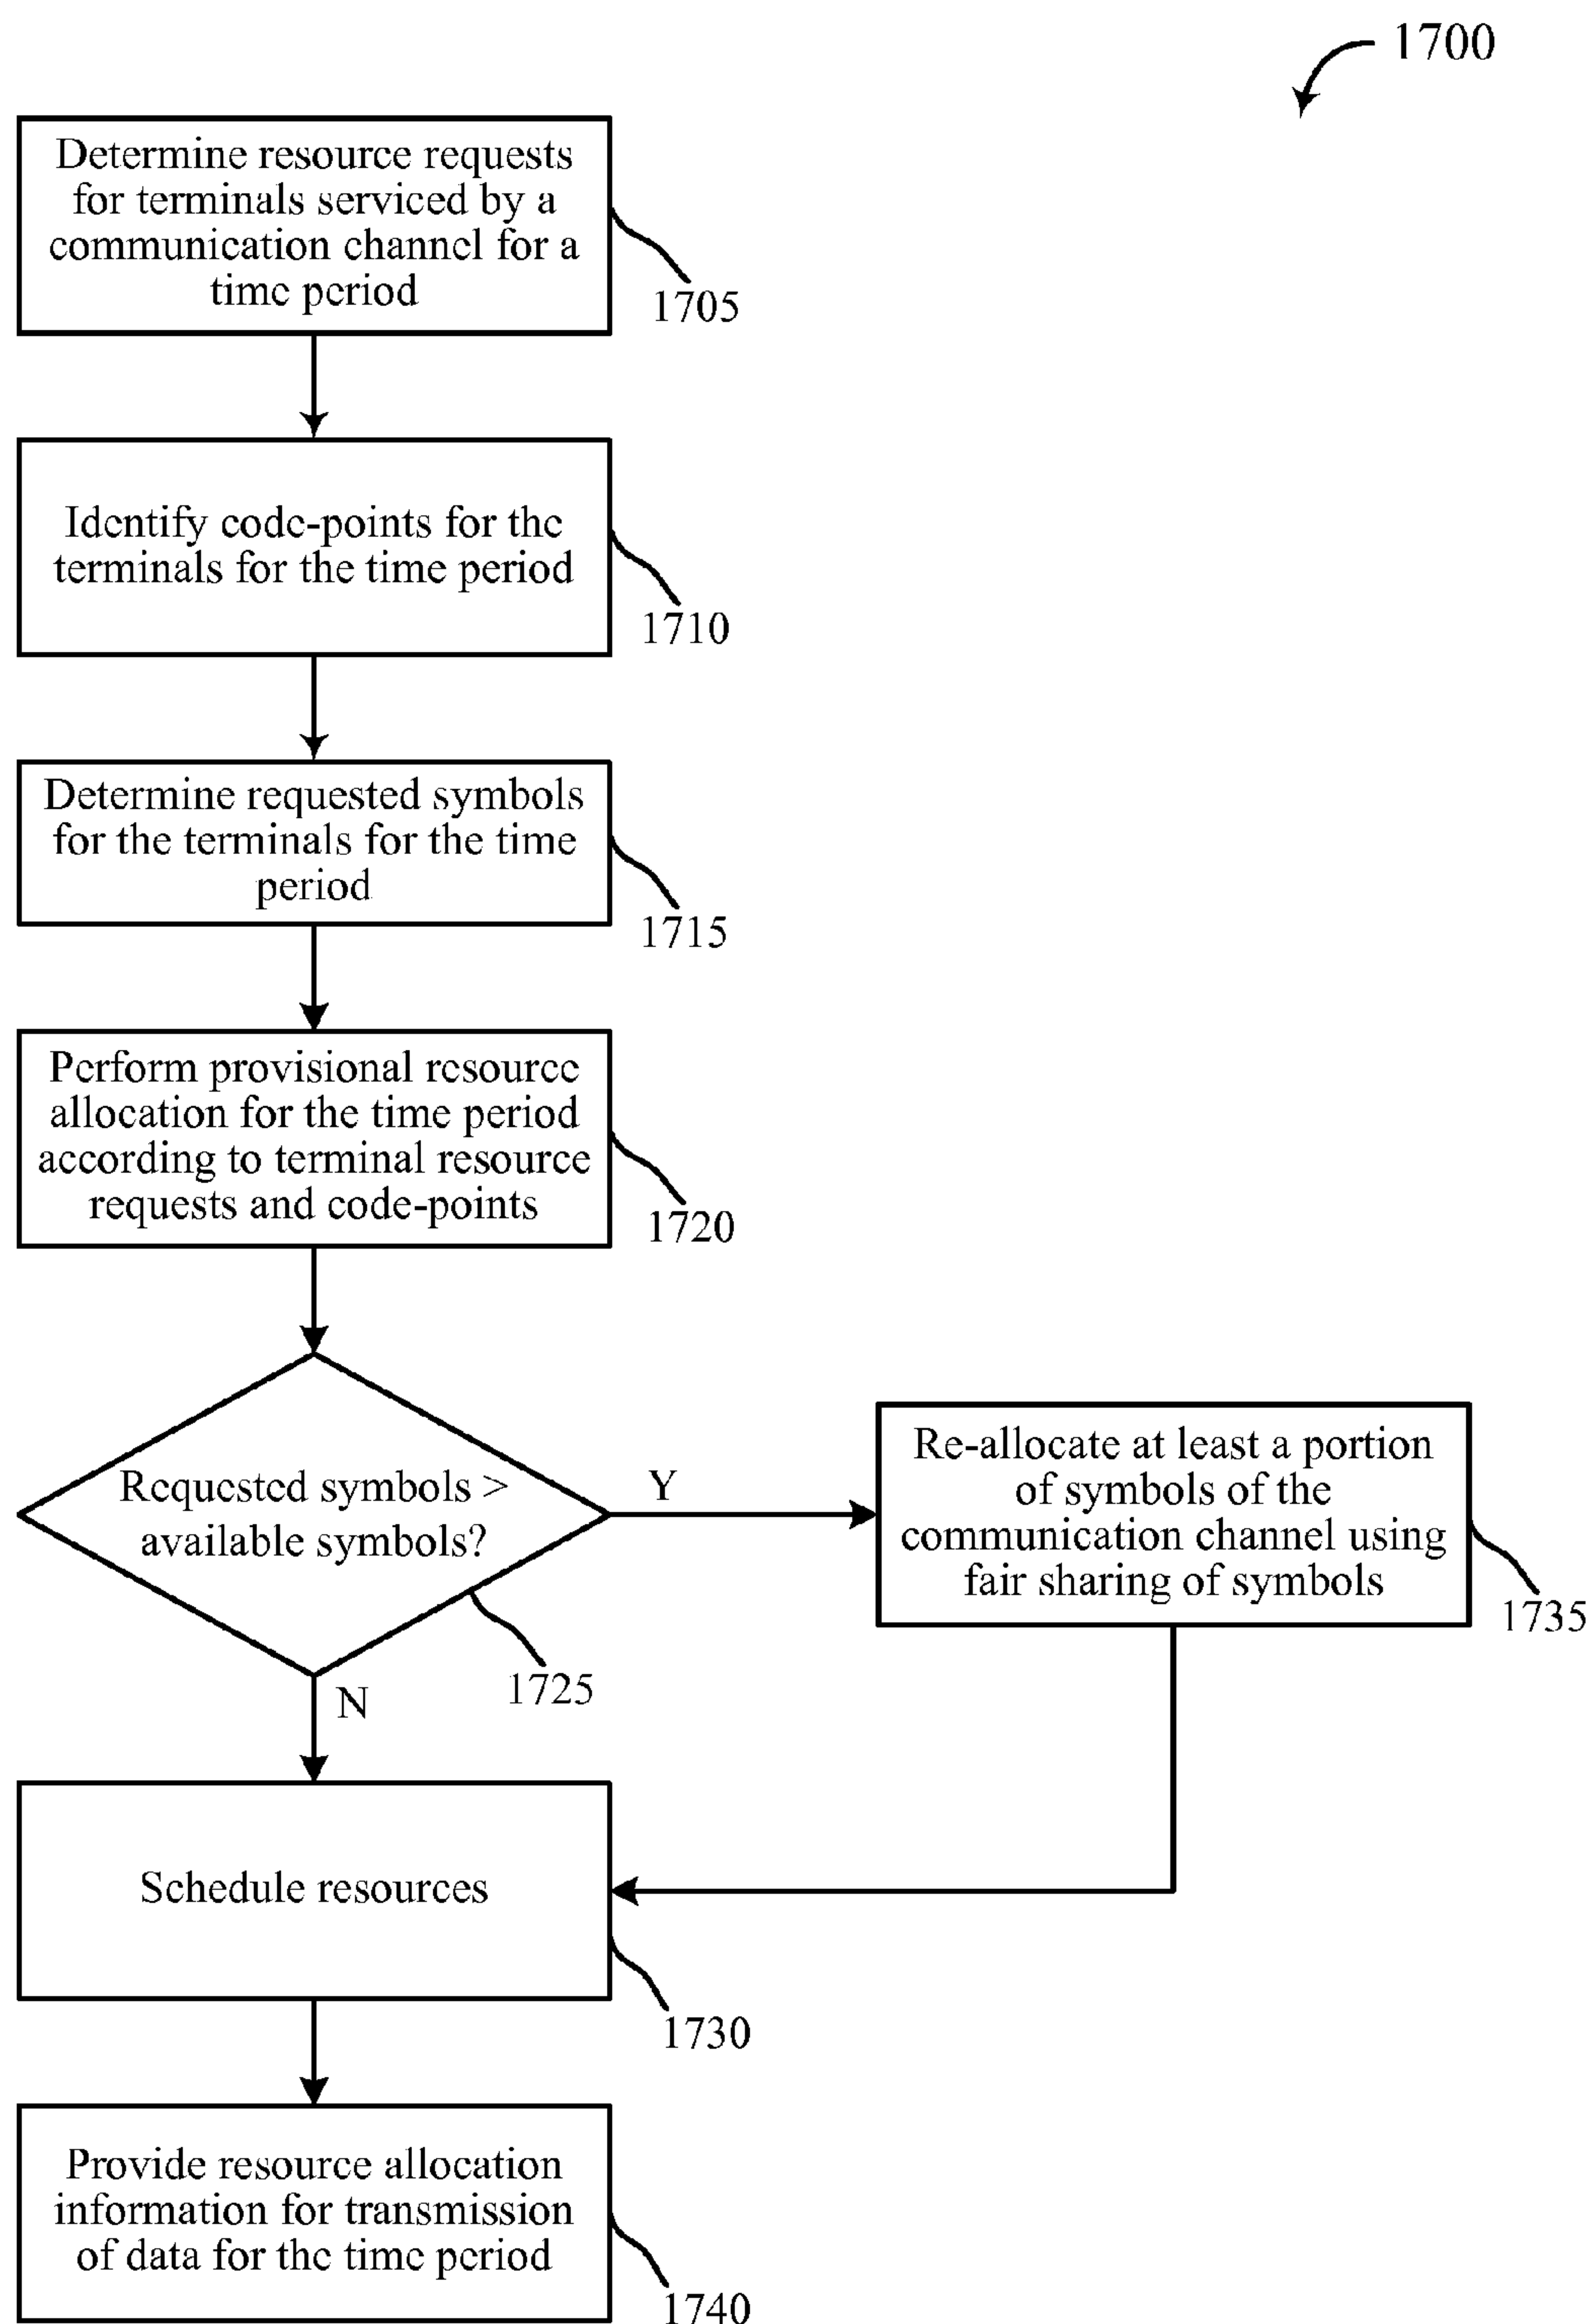 1700
Determine resource requests
for terminals serviced by a
communication channel for a
time period
1705
Identify code-points for the
terminals for the time period
1710
Determine requested symbols
for the terminals for the time
period
1715
Perform provisional resource
allocation for the time period
according to terminal resource
requests and code-points
1720
Requested symbols >
available symbols?
Y
1725
N
Re-allocate at least a portion
of symbols of the
communication channel using
fair sharing of symbols
1735
Schedule resources
1730
Provide resource allocation
information for transmission
of data for the time period
1740